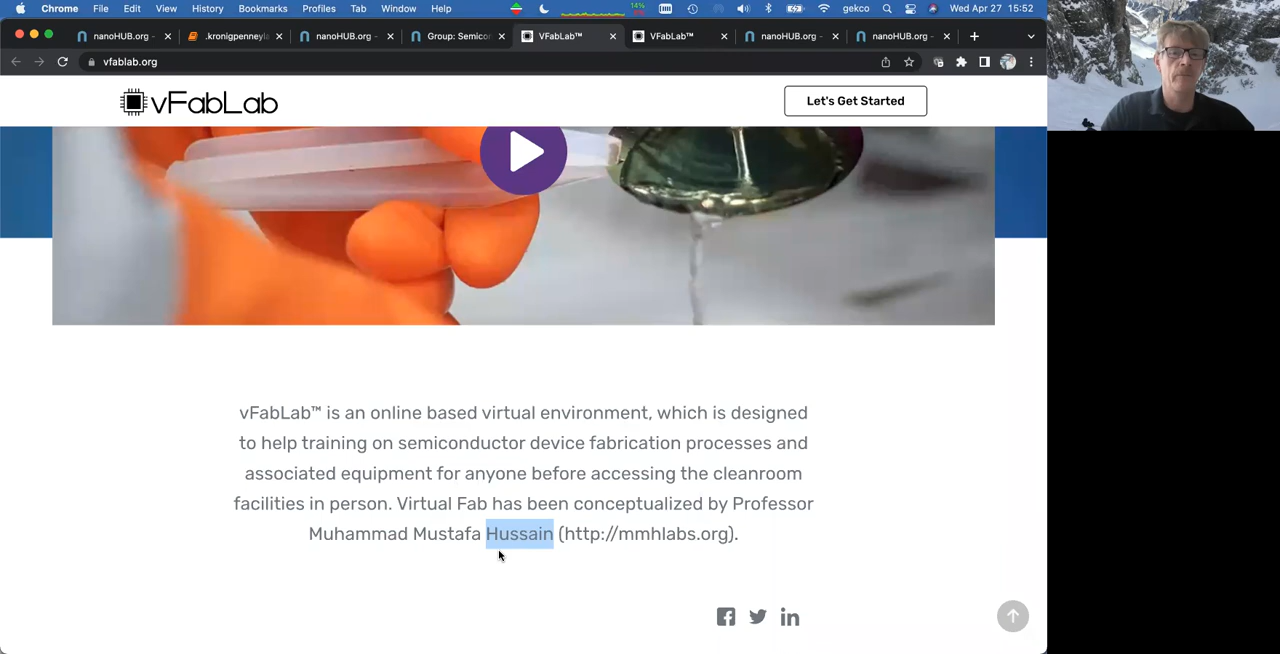 Chrome File Edit View History Bookmarks Profiles Tab Window Help 14% gekco Wed Apr 27 15:52
nanoHUB.org - .kronigpenneyla nanoHUB.org - Group: Semicor vFabLab™ vFabLab™ nanoHUB.org - nanoHUB.org -
vfablab.org
vFabLab
Let's Get Started
vFabLab™ is an online based virtual environment, which is designed
to help training on semiconductor device fabrication processes and
associated equipment for anyone before accessing the cleanroom
facilities in person. Virtual Fab has been conceptualized by Professor
Muhammad Mustafa Hussain (http://mmhlabs.org).